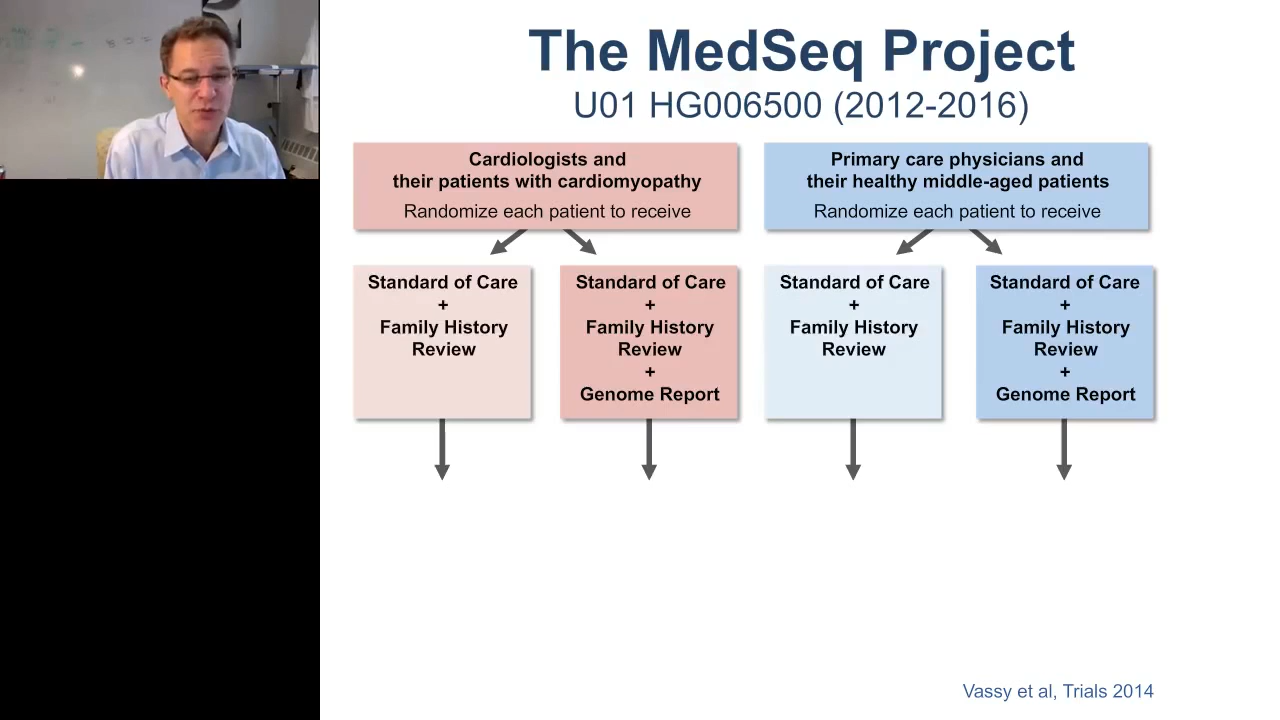 The MedSeq Project
U01 HG006500 (2012-2016)
Cardiologists and
their patients with cardiomyopathy
Randomize each patient to receive
Primary care physicians and
their healthy middle-aged patients
Randomize each patient to receive
Standard of Care
+
Family History
Review
Standard of Care
+
Family History
Review
+
Genome Report
Standard of Care
+
Family History
Review
Standard of Care
+
Family History
Review
+
Genome Report
Vassy et al, Trials 2014